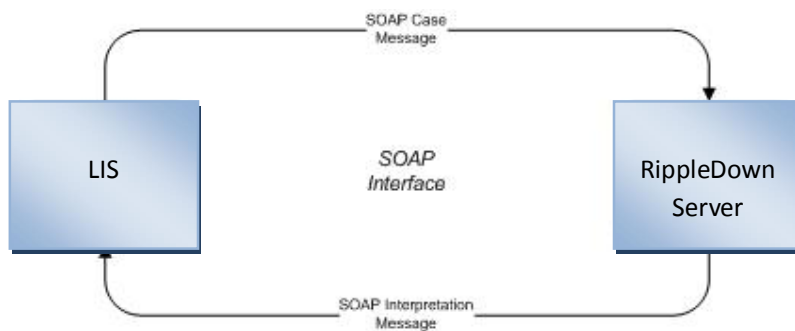 SOAP Case
Message
LIS
SOAP
Interface
RippleDown
Server
SOAP Interpretation
Message